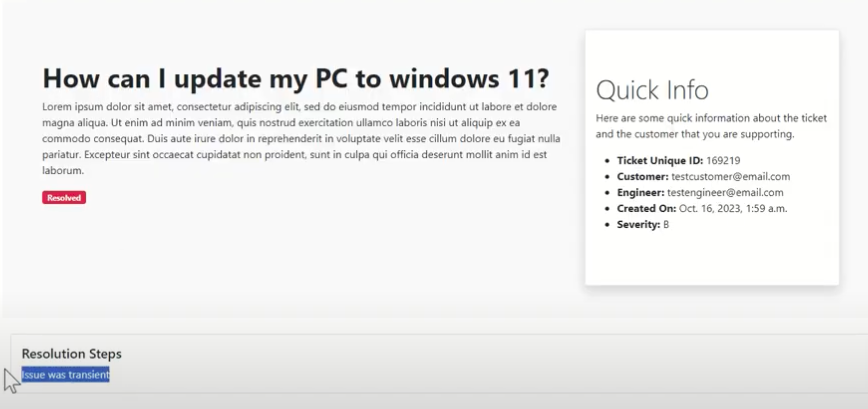 How can I update my PC to windows 11?
Lorem ipsum dolor sit amet, consectetur adipiscing elit, sed do eiusmod tempor incididunt ut labore et dolore
magna aliqua. Ut enim ad minim veniam, quis nostrud exercitation ullamco laboris nisi ut aliquip ex ea
commodo consequat. Duis aute irure dolor in reprehenderit in voluptate velit esse cillum dolore eu fugiat nulla
pariatur. Excepteur sint occaecat cupidatat non proident, sunt in culpa qui officia deserunt mollit anim id est
laborum.
Resolved
Quick Info
Here are some quick information about the ticket
and the customer that you are supporting.
• Ticket Unique ID: 169219
• Customer: testcustomer@email.com
• Engineer: testengineer@email.com
• Created On: Oct. 16, 2023, 1:59 a.m.
• Severity: B
Resolution Steps
Issue was transient